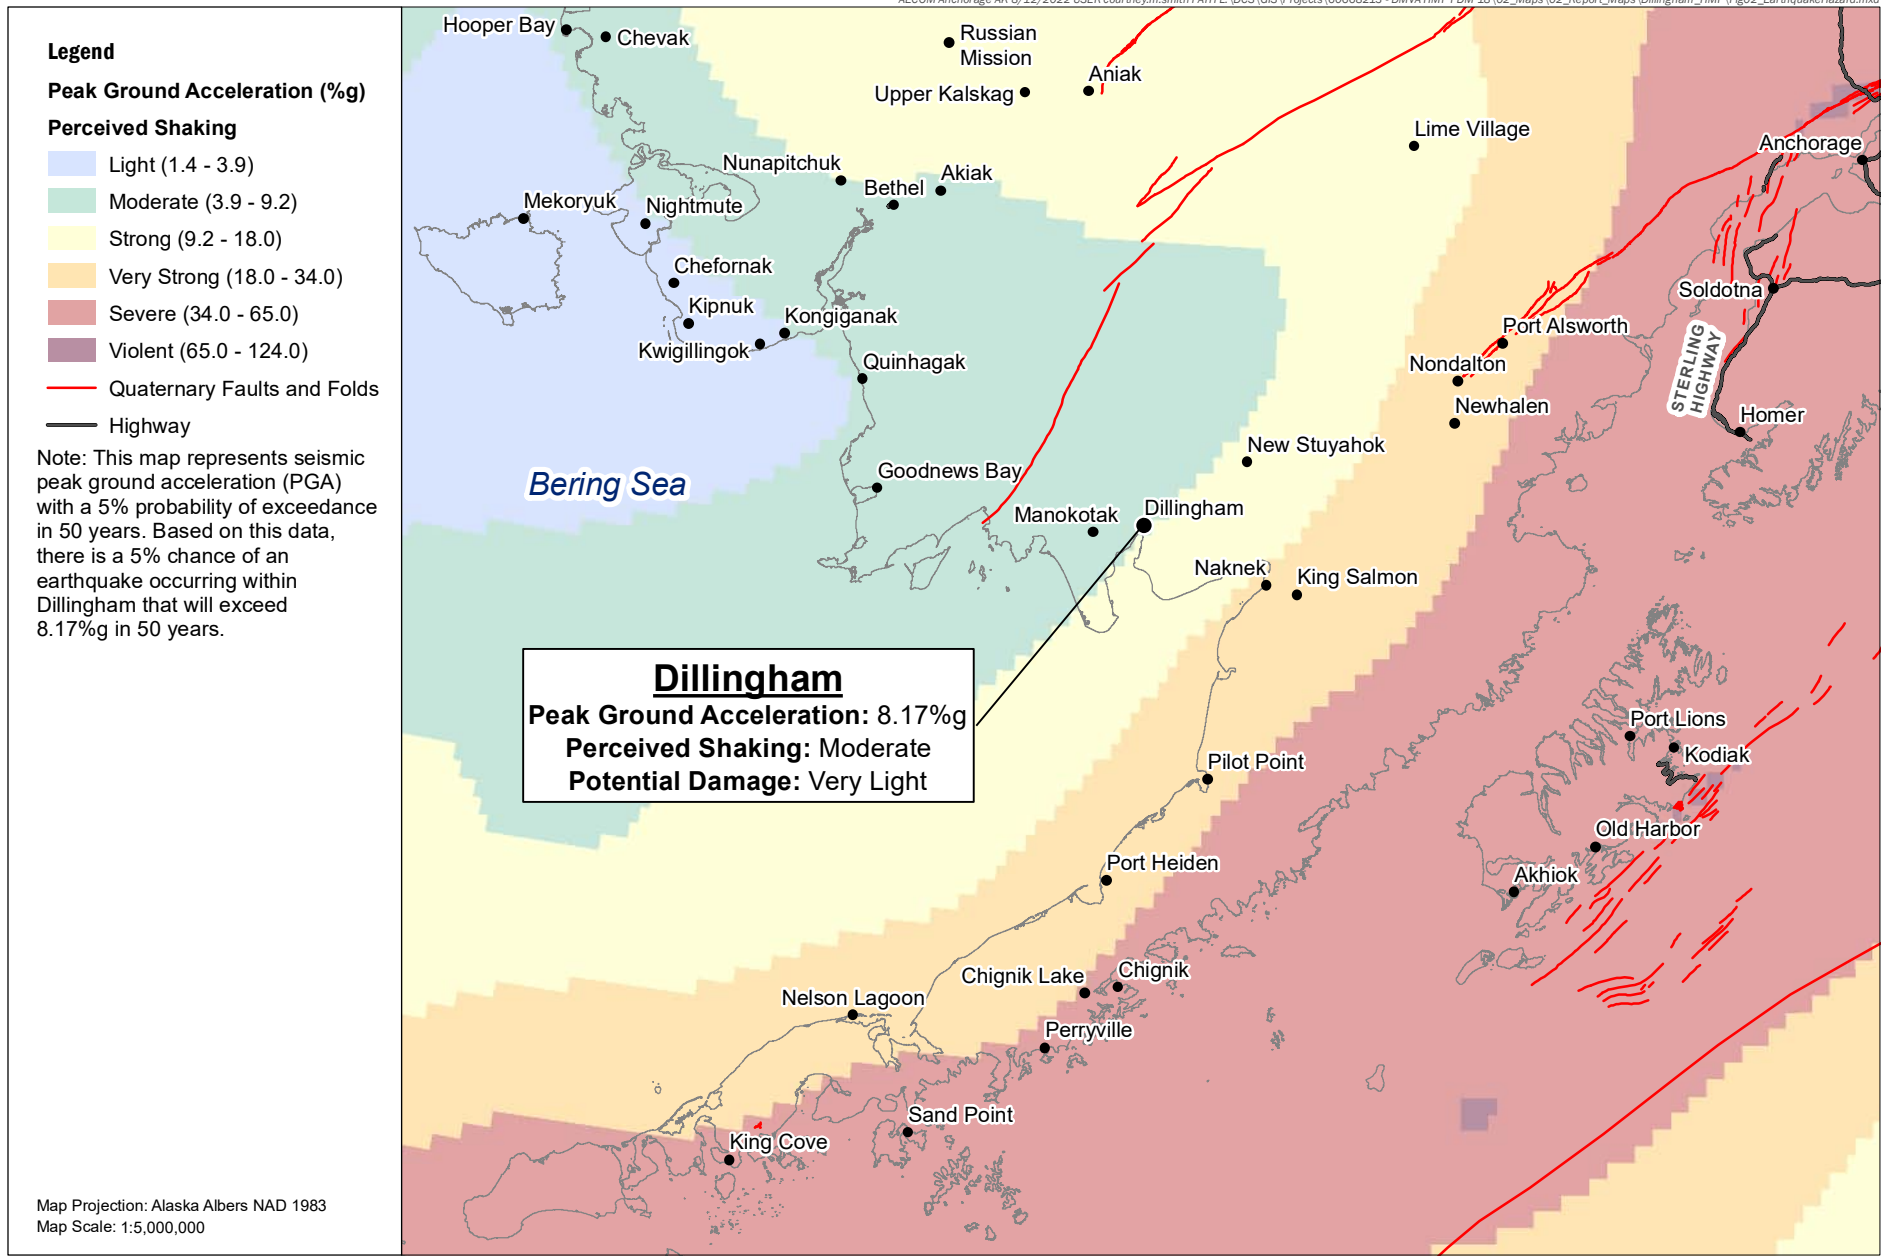 Legend
Peak Ground Acceleration (%g)
Perceived Shaking
Light (1.4 - 3.9)
Moderate (3.9 - 9.2)
Strong (9.2 - 18.0)
Very Strong (18.0 - 34.0)
Severe (34.0 - 65.0)
Violent (65.0 - 124.0)
Quaternary Faults and Folds
Highway
Note: This map represents seismic
peak ground acceleration (PGA)
with a 5% probability of exceedance
in 50 years. Based on this data,
there is a 5% chance of an
earthquake occurring within
Dillingham that will exceed
8.17%g in 50 years.
Map Projection: Alaska Albers NAD 1983
Map Scale: 1:5,000,000
Hooper Bay
Chevak
Russian
Mission
Upper Kalskag
Aniak
Lime Village
Anchorage
Nunapitchuk
Bethel
Akiak
Mekoryuk
Nightmute
Chefornak
Kipnuk
Kongiganak
Kwigillingok
Quinhagak
Soldotna
Port Alsworth
Nondalton
Newhalen
STERLING
HIGHWAY
Homer
New Stuyahok
Goodnews Bay
Bering Sea
Manokotak
Dillingham
Naknek
King Salmon
Dillingham
Peak Ground Acceleration: 8.17%g
Perceived Shaking: Moderate
Potential Damage: Very Light
Port Lions
Kodiak
Pilot Point
Old Harbor
Port Heiden
Akhiok
Chignik Lake
Chignik
Nelson Lagoon
Perryville
Sand Point
King Cove